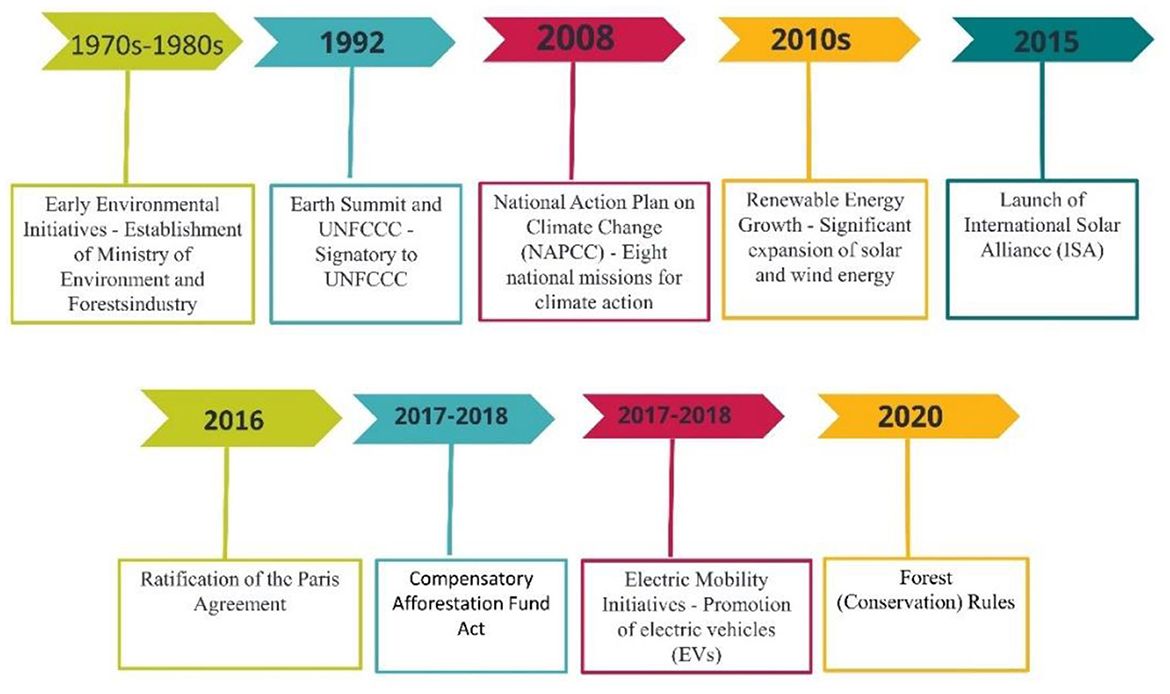 1970s-1980s
Early Environmental
Initiatives - Establishment
of Ministry of
Environment and
Forestsindustry
1992
Earth Summit and
UNFCCC -
Signatory to
UNFCCC
2008
National Action Plan on
Climate Change
(NAPCC) - Eight
national missions for
climate action
2010s
Renewable Energy
Growth - Significant
expansion of solar
and wind energy
2015
Launch of
International Solar
Alliance (ISA)
2016
Ratification of the Paris
Agreement
2017-2018
Compensatory
Afforestation Fund
Act
2017-2018
Electric Mobility
Initiatives - Promotion
of electric vehicles
(EVs)
2020
Forest
(Conservation) Rules